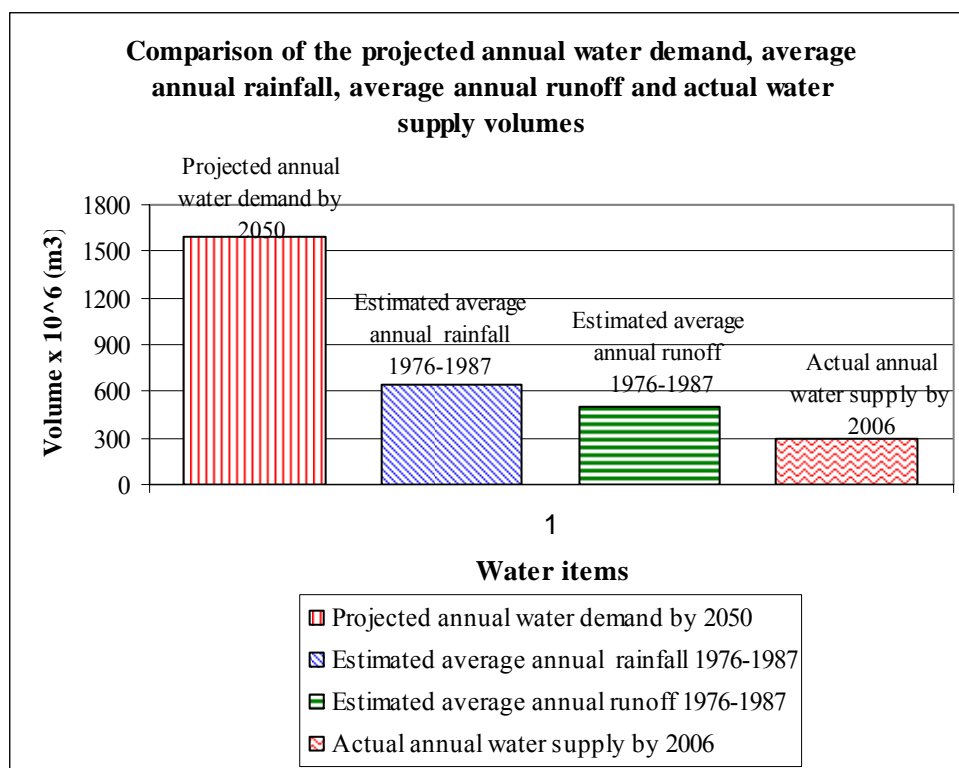 Comparison of the projected annual water demand, average
annual rainfall, average annual runoff and actual water
supply volumes
Projected annual
water demand by
2050
Estimated average
annual rainfall
1976-1987
Estimated average
annual runoff
1976-1987
Actual annual
water supply by
2006
Volume x 10^6 (m3)
1800
1500
1200
900
600
300
0
1
Water items
Projected annual water demand by 2050
Estimated average annual rainfall 1976-1987
Estimated average annual runoff 1976-1987
Actual annual water supply by 2006